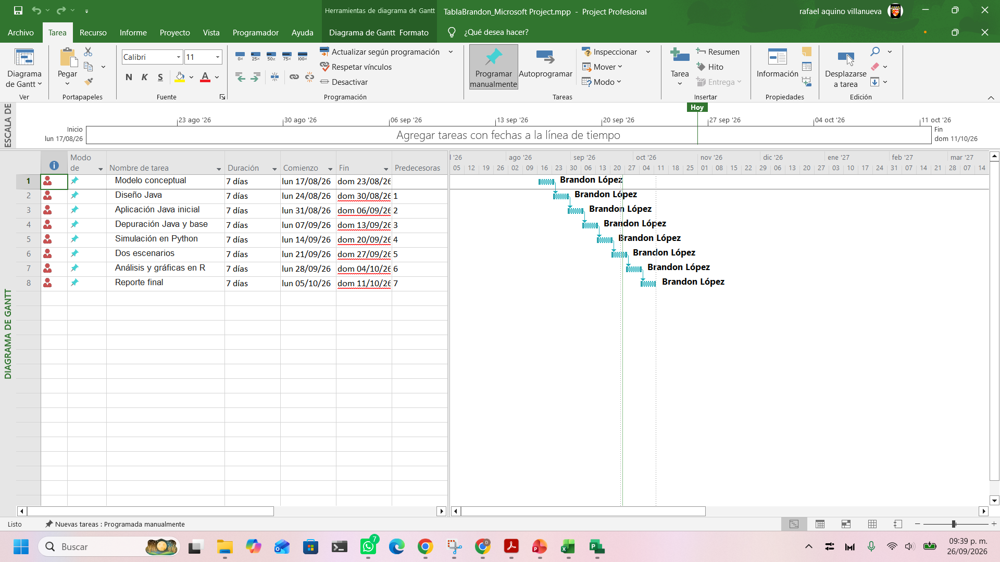 Herramientas de diagrama de Gantt
TablaBrandon_Microsoft Project.mpp - Project Profesional
rafael aquino villanueva
Archivo Tarea Recurso Informe Proyecto Vista Programador Ayuda Diagrama de Gantt Formato ¿Qué desea hacer?
Diagrama de Gantt
Ver
Pegar
Portapapeles
Calibri 11
N K S
Fuente
0% 25% 50% 75% 100%
Actualizar según programación
Respetar vínculos
Desactivar
Programación
Programar manualmente
Autoprogramar
Inspeccionar
Mover
Modo
Tareas
Tarea
Resumen
Hito
Entrega
Insertar
Información
Propiedades
Desplazarse a tarea
Edición
ESCALA DE
Hoy
23 ago '26 30 ago '26 06 sep '26 13 sep '26 20 sep '26 27 sep '26 04 oct '26 11 oct '26
Inicio
lun 17/08/26
Agregar tareas con fechas a la línea de tiempo
Fin
dom 11/10/26
DIAGRAMA DE GANTT
Modo de Nombre de tarea Duración Comienzo Fin Predecesoras
'26 ago '26 sep '26 oct '26 nov '26 dic '26 ene '27 feb '27 mar '27
05 12 19 26 02 09 16 23 30 06 13 20 27 04 11 18 25 01 08 15 22 29 06 13 20 27 03 10 17 24 31 07 14 21 28 07 14
1 Modelo conceptual 7 días lun 17/08/26 dom 23/08/26 Brandon López
2 Diseño Java 7 días lun 24/08/26 dom 30/08/26 1 Brandon López
3 Aplicación Java inicial 7 días lun 31/08/26 dom 06/09/26 2 Brandon López
4 Depuración Java y base 7 días lun 07/09/26 dom 13/09/26 3 Brandon López
5 Simulación en Python 7 días lun 14/09/26 dom 20/09/26 4 Brandon López
6 Dos escenarios 7 días lun 21/09/26 dom 27/09/26 5 Brandon López
7 Análisis y gráficas en R 7 días lun 28/09/26 dom 04/10/26 6 Brandon López
8 Reporte final 7 días lun 05/10/26 dom 11/10/26 7 Brandon López
Listo Nuevas tareas : Programada manualmente
Buscar
7
09:39 p. m.
26/09/2026